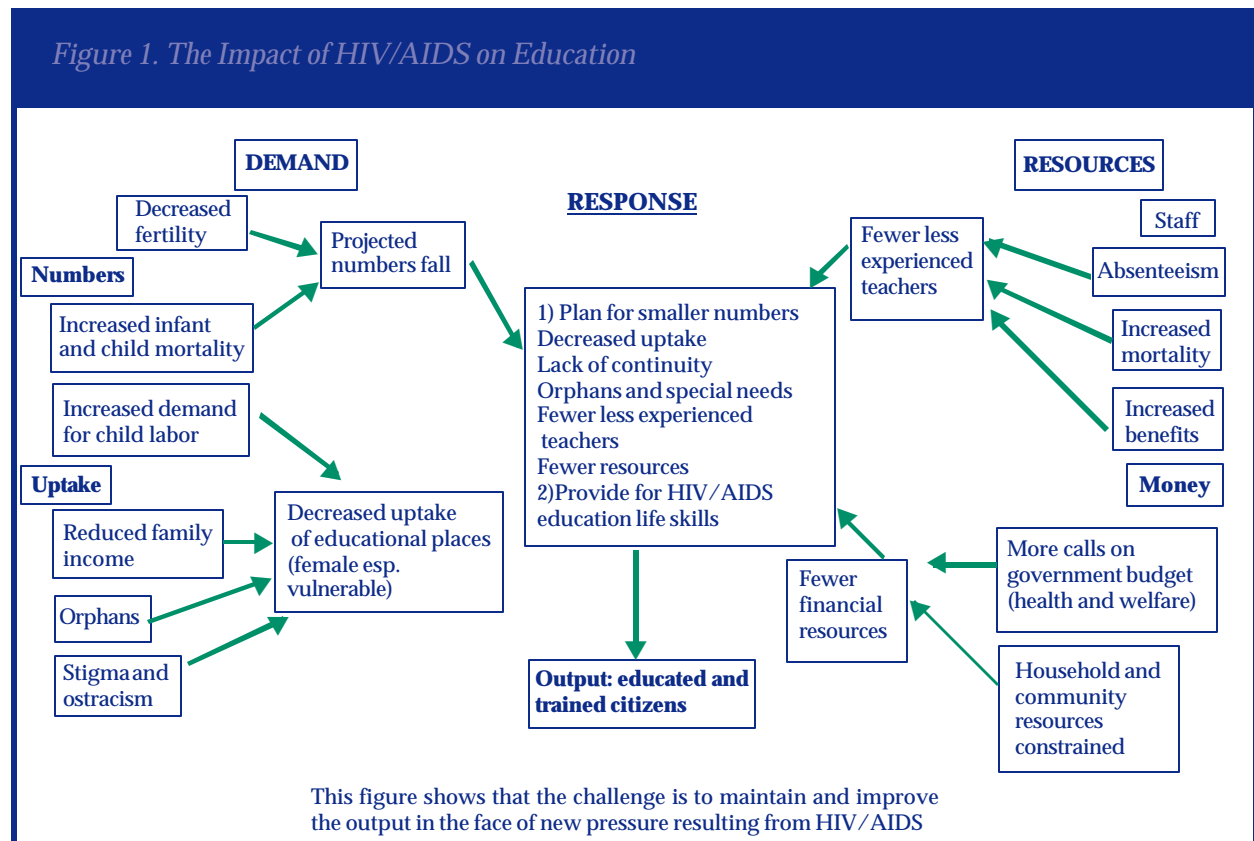 Figure 1. The Impact of HIV/AIDS on Education
DEMAND
Decreased
fertility
Projected
numbers fall
Numbers
Increased infant
and child mortality
Increased demand
for child labor
Uptake
Reduced family
income
Decreased uptake
of educational places
(female esp.
vulnerable)
Orphans
Stigma and
ostracism
RESPONSE
1) Plan for smaller numbers
Decreased uptake
Lack of continuity
Orphans and special needs
Fewer less experienced
teachers
Fewer resources
2)Provide for HIV/AIDS
education life skills
Output: educated and
trained citizens
RESOURCES
Staff
Fewer less
experienced
teachers
Absenteeism
Increased
mortality
Increased
benefits
Money
More calls on
government budget
(health and welfare)
Fewer
financial
resources
Household and
community
resources
constrained
This figure shows that the challenge is to maintain and improve
the output in the face of new pressure resulting from HIV/AIDS